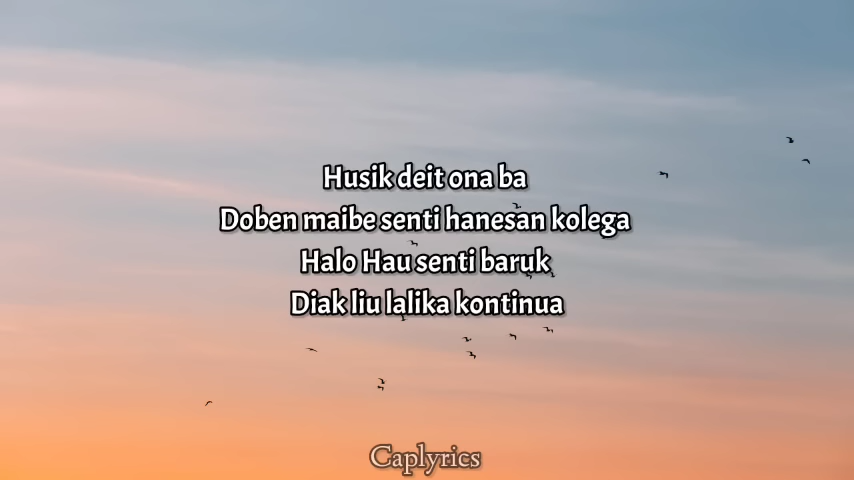 Husik deit ona ba
Doben maibe senti hanesan kolega
Halo Hau senti baruk
Diak liu lalika kontinua
Caplyrics